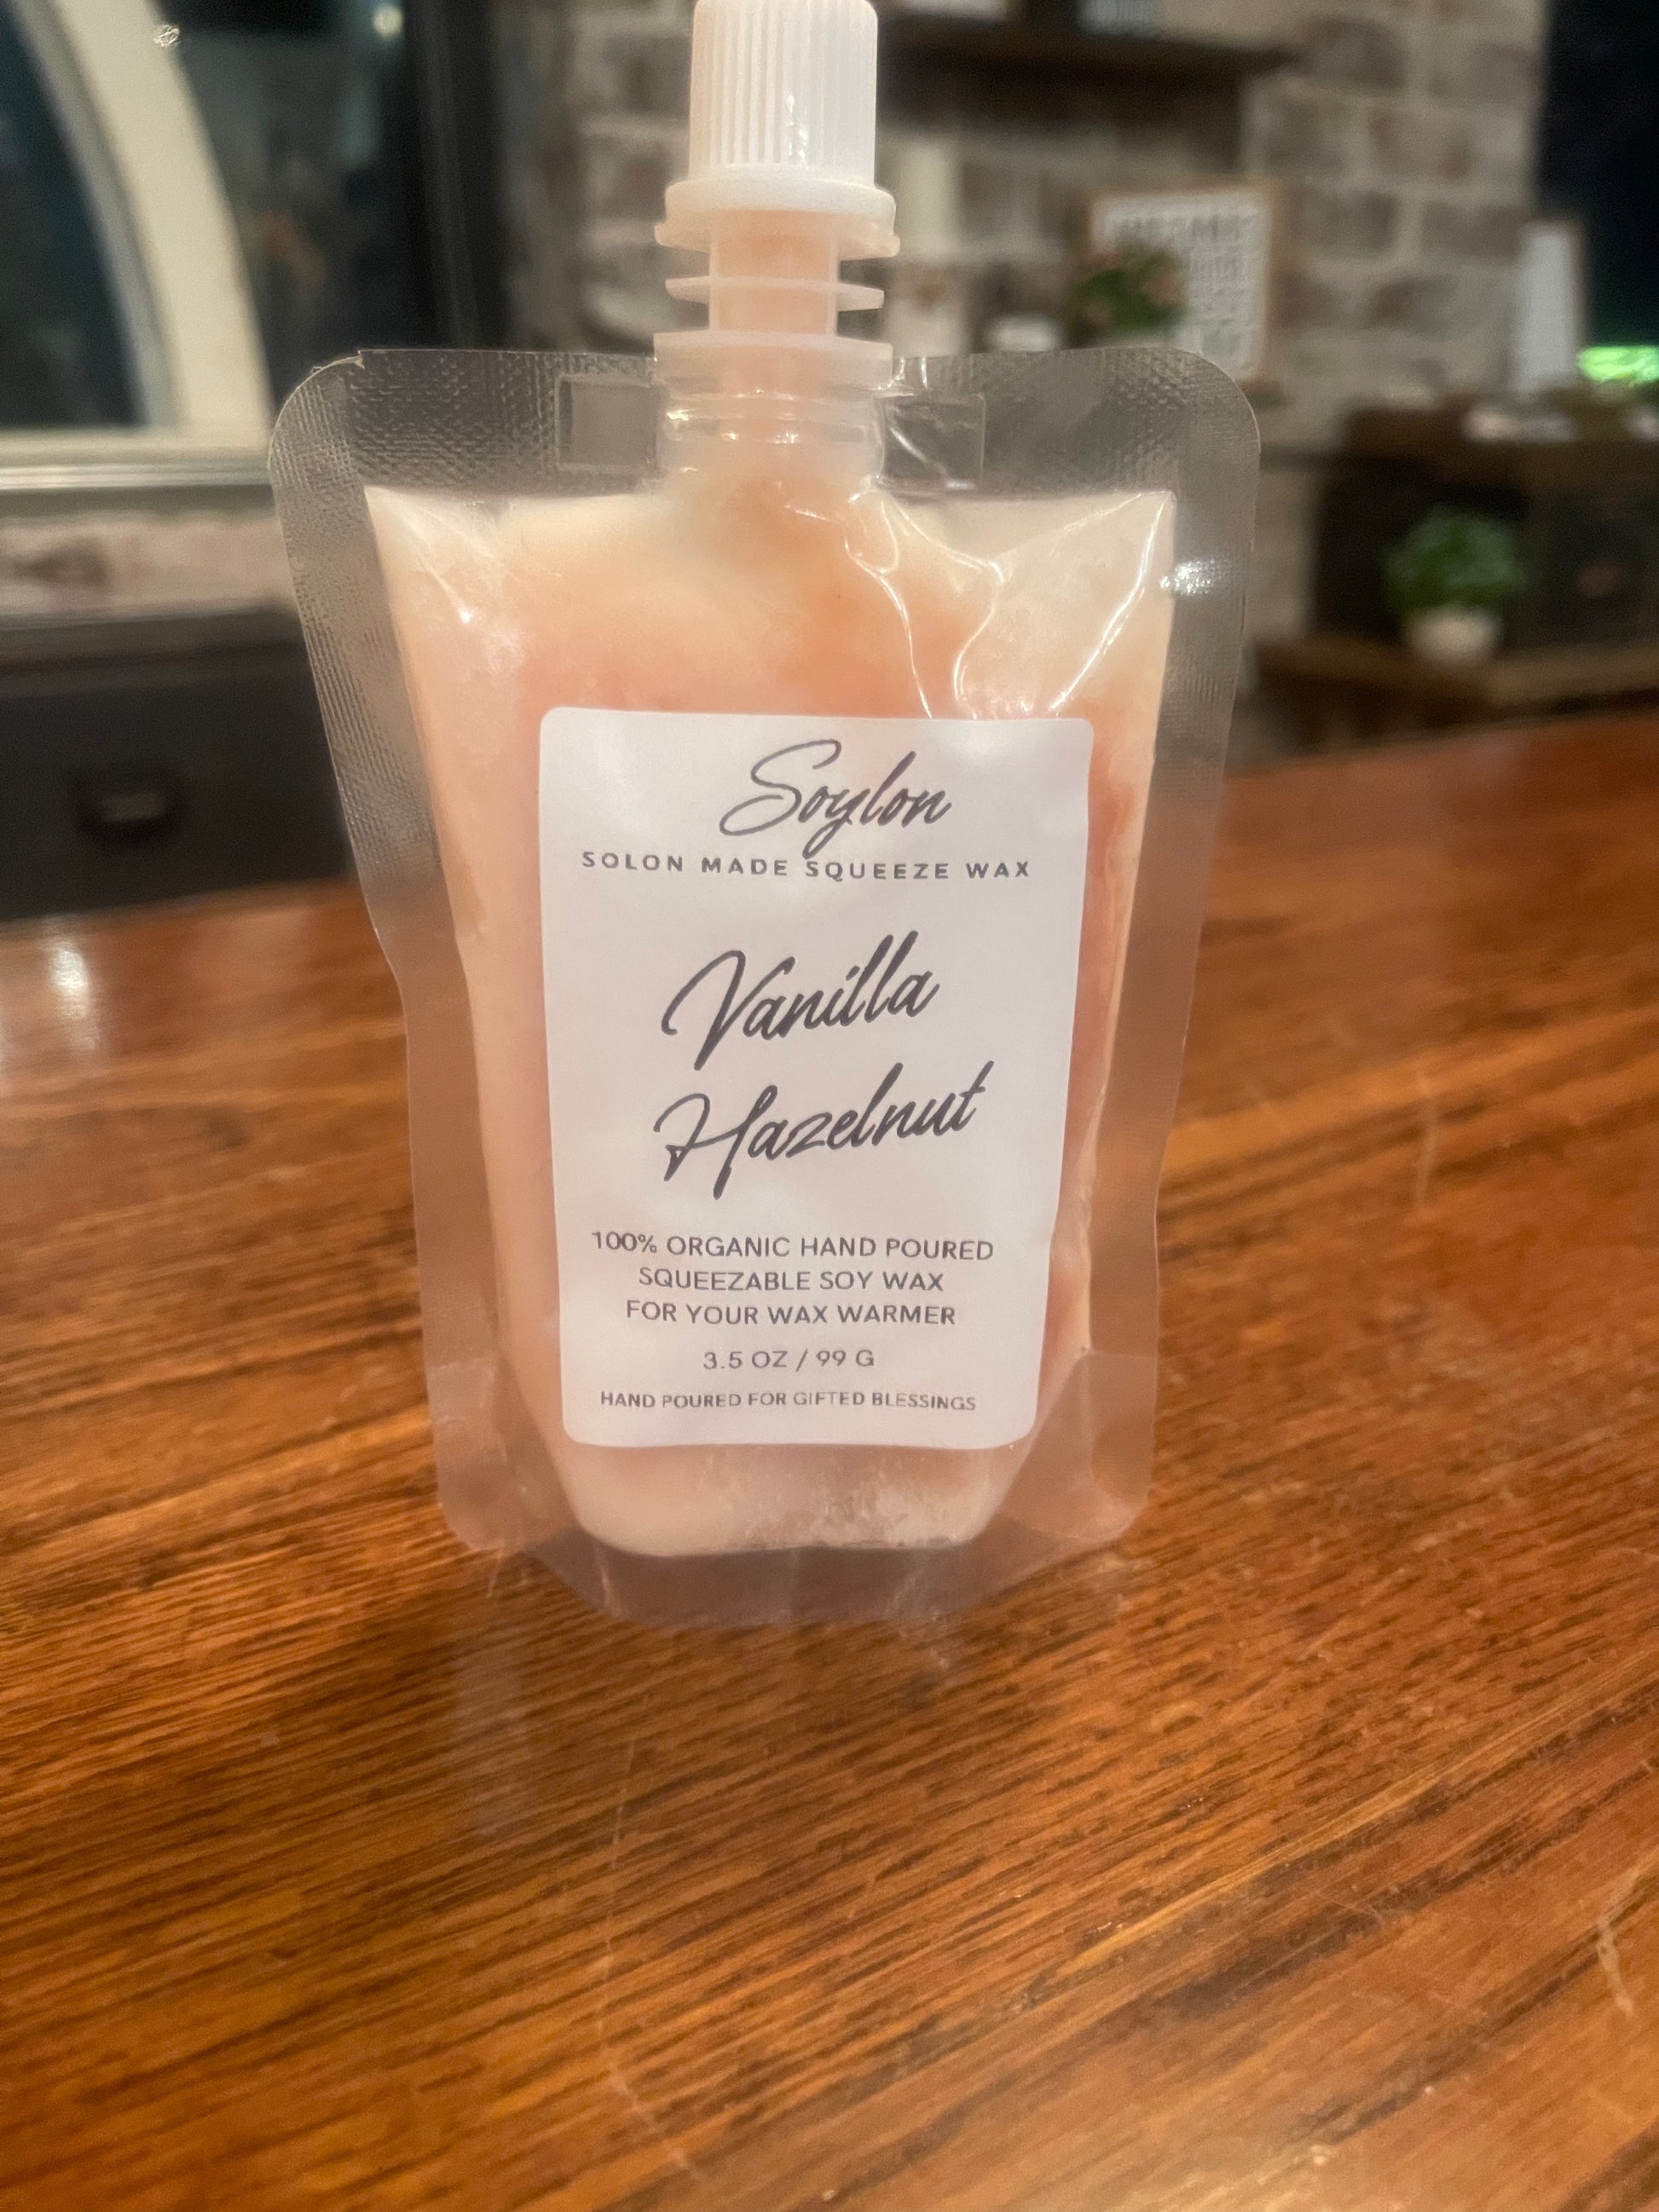 Soylon
SOLON MADE SQUEEZE WAX
Vanilla
Hazelnut
100% ORGANIC HAND POURED
SQUEEZABLE SOY WAX
FOR YOUR WAX WARMER
3.5 OZ / 99 G
HAND POURED FOR GIFTED BLESSINGS